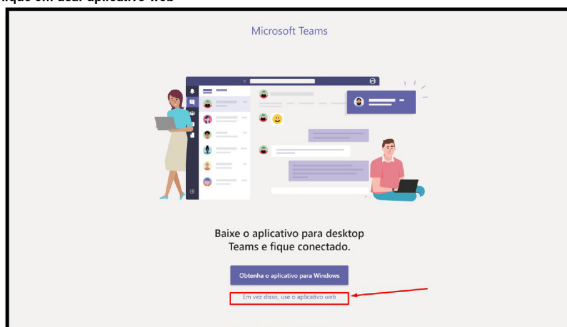 Clique em usar aplicativo web
Microsoft Teams
Baixe o aplicativo para desktop
Teams e fique conectado.
Obtenha o aplicativo para Windows
Em vez disso, use o aplicativo web